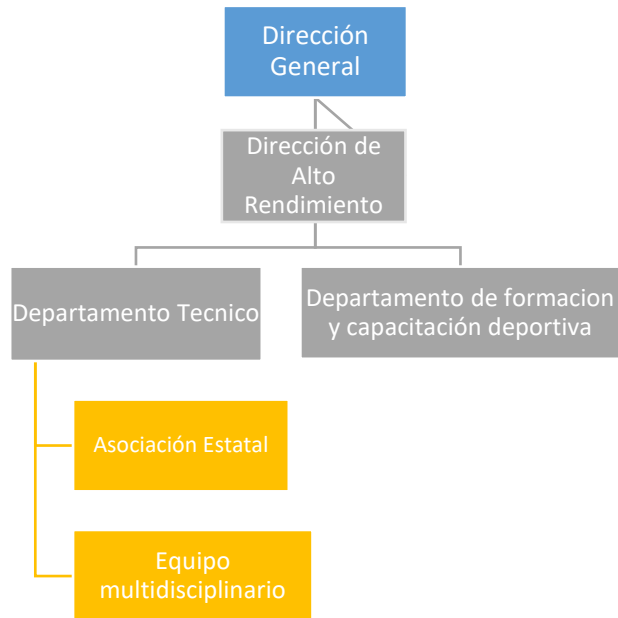 Dirección
General
Dirección de
Alto
Rendimiento
Departamento Tecnico
Departamento de formacion
y capacitación deportiva
Asociación Estatal
Equipo
multidisciplinario